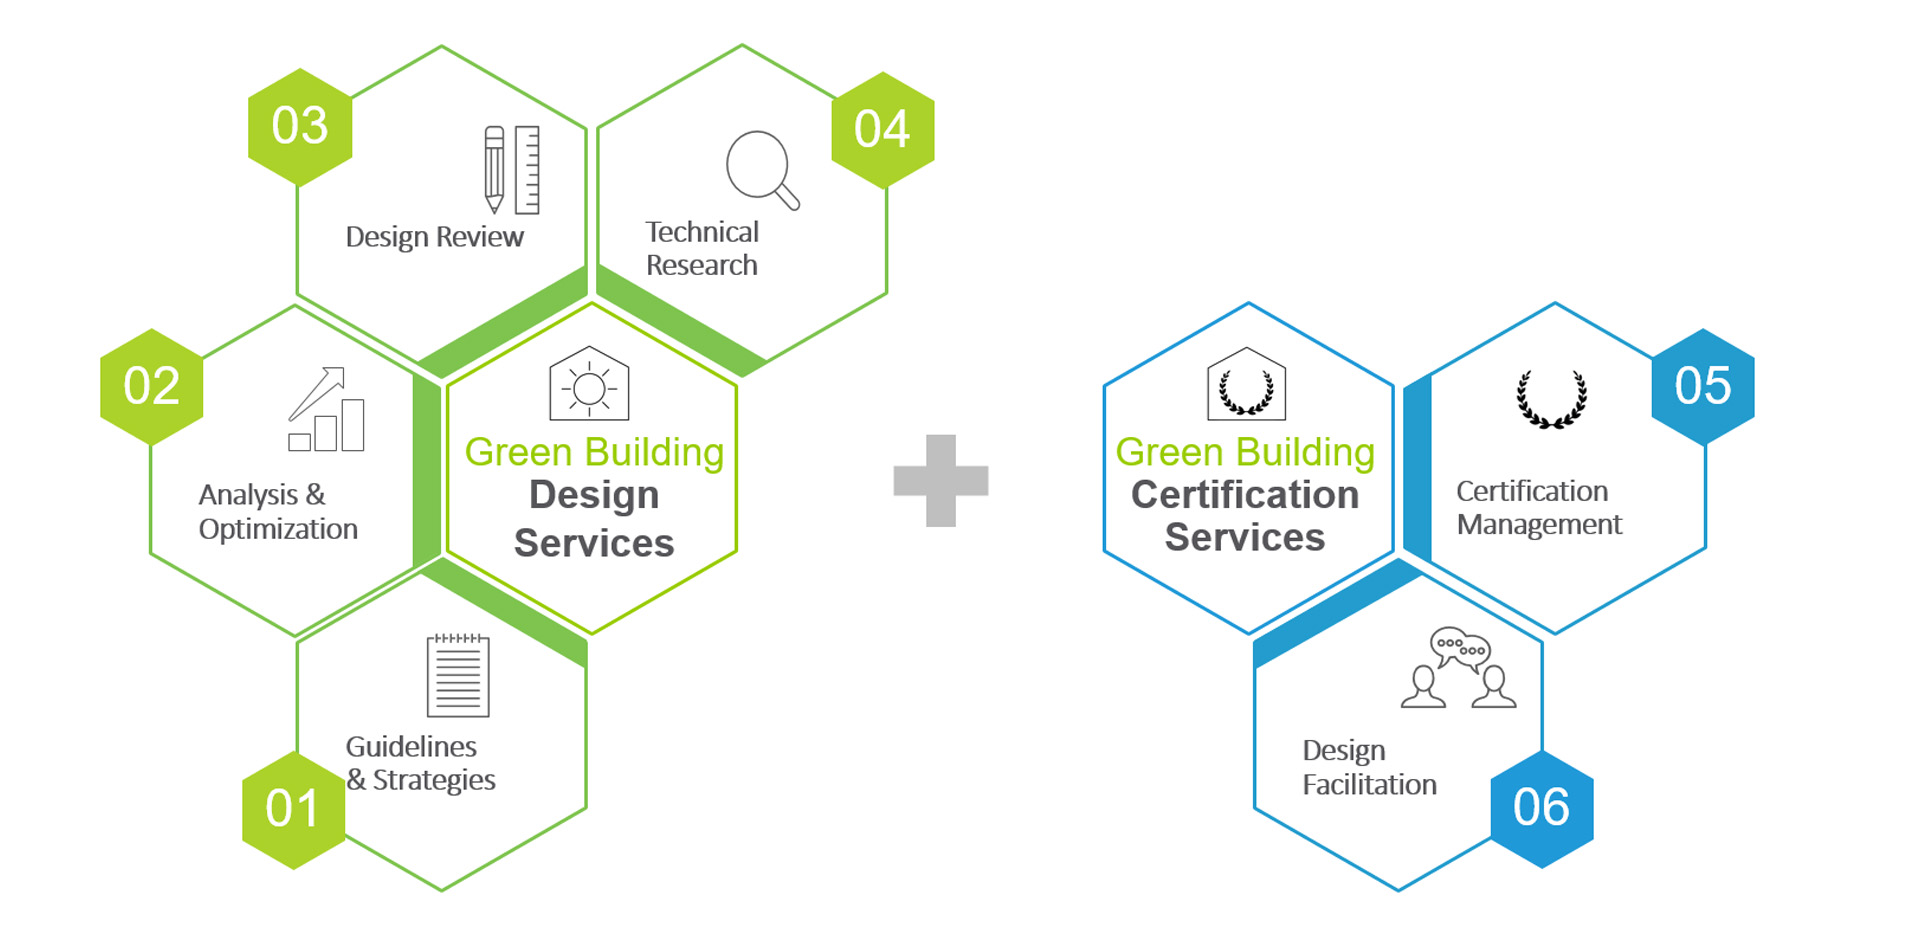 03
Design Review
04
Technical
Research
02
Analysis &
Optimization
Green Building
Design
Services
01
Guidelines
& Strategies
Green Building
Certification
Services
05
Certification
Management
Design
Facilitation
06